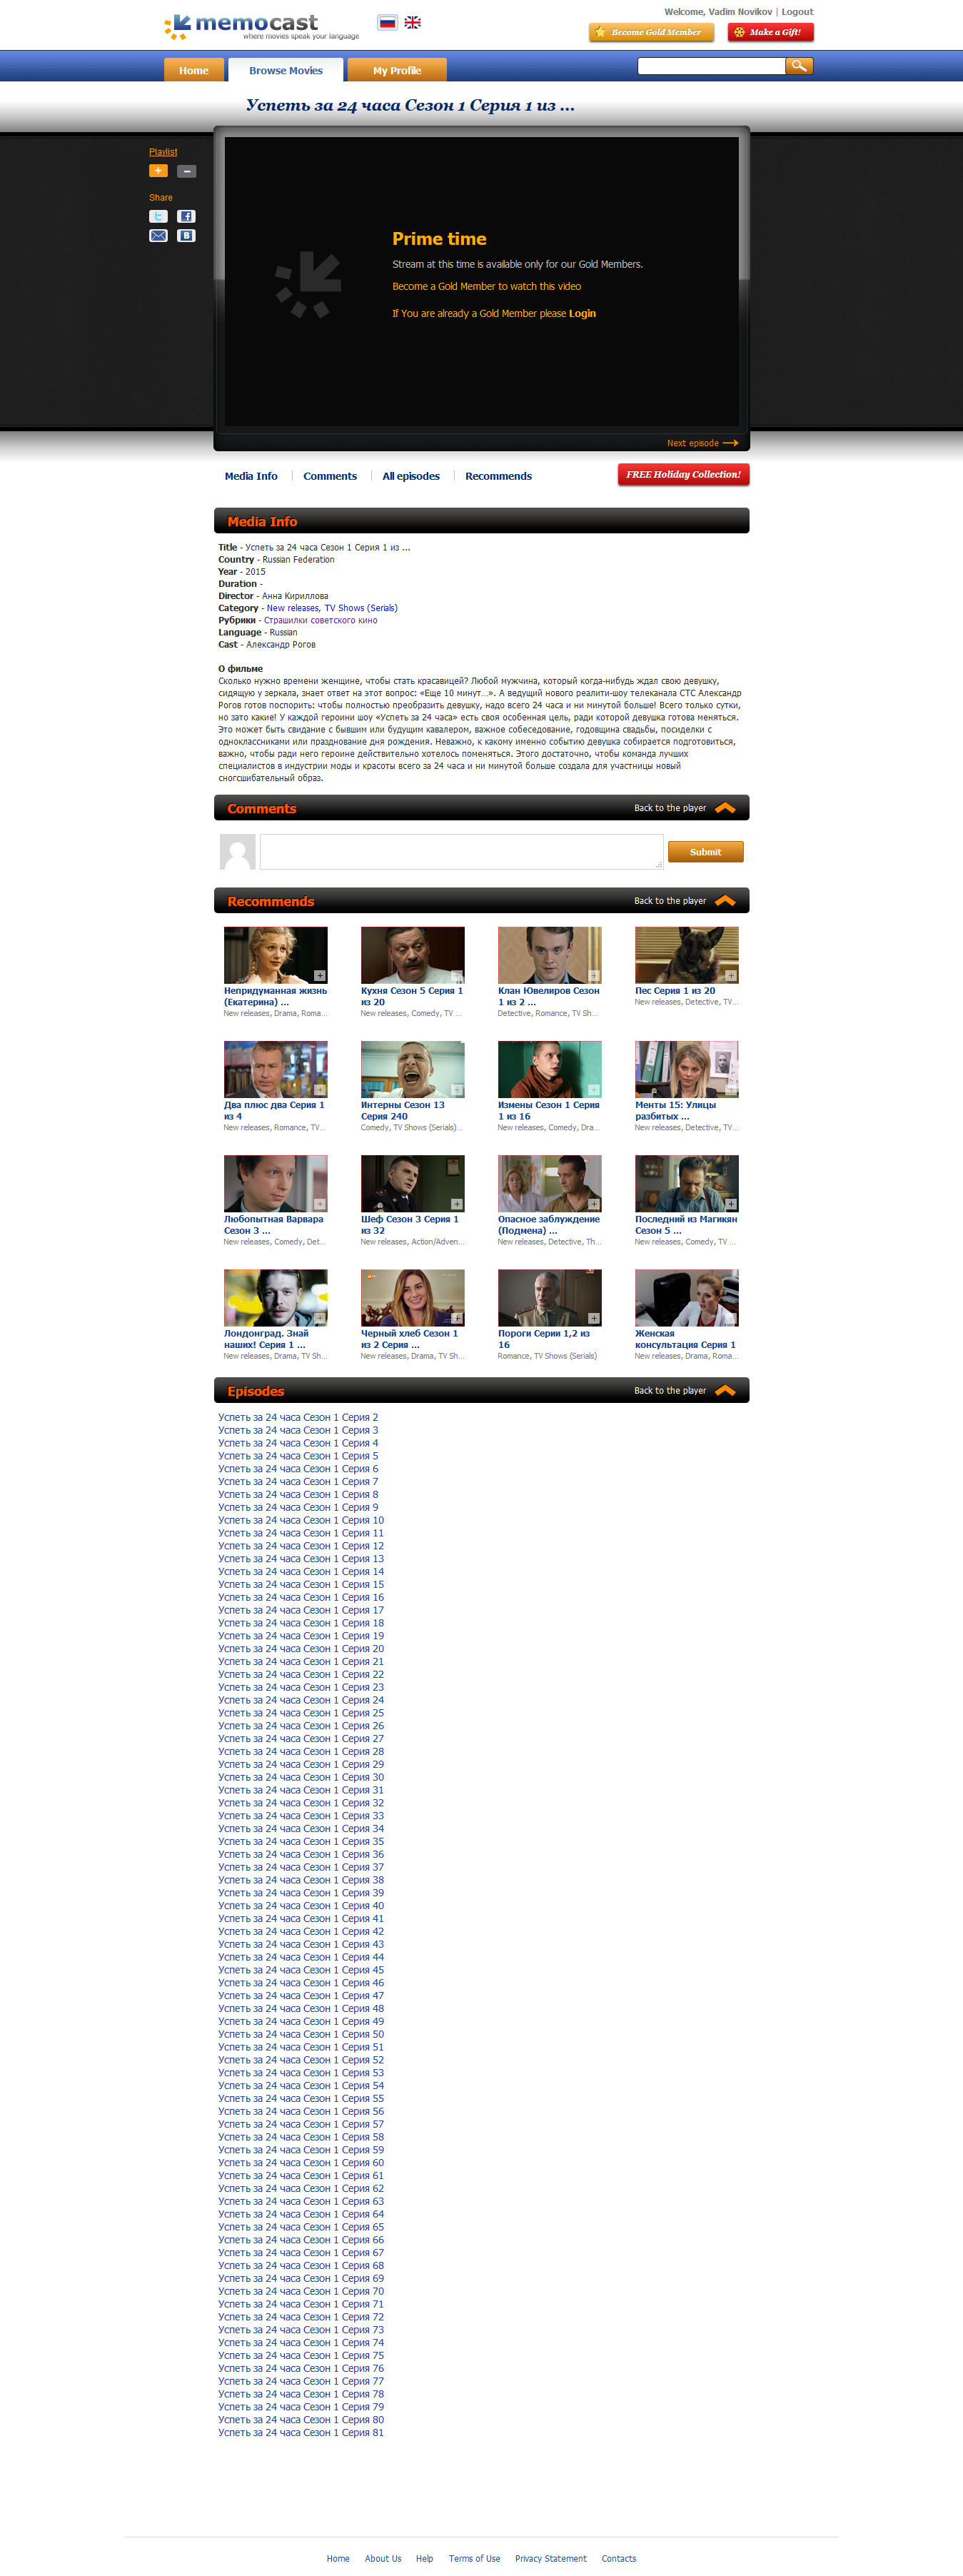 Welcome, Vadim Novikov | Logout
memocast
where movies speak your language
Become Gold Member
Make a Gift!
Home
Browse Movies
My Profile
Успеть за 24 часа Сезон 1 Серия 1 из ...
Playlist
Share
Prime time
Stream at this time is available only for our Gold Members.
Become a Gold Member to watch this video
If You are already a Gold Member please Login
Next episode
Media Info
Comments
All episodes
Recommends
FREE Holiday Collection!
Media Info
Title - Успеть за 24 часа Сезон 1 Серия 1 из ...
Country - Russian Federation
Year - 2015
Duration -
Director - Анна Кириллова
Category - New releases, TV Shows (Serials)
Рубрики - Страшилки советского кино
Language - Russian
Cast - Александр Рогов
О фильме
Сколько нужно времени женщине, чтобы стать красавицей? Любой мужчина, который когда-нибудь ждал свою девушку,
сидящую у зеркала, знает ответ на этот вопрос: «Еще 10 минут...». А ведущий нового реалити-шоу телеканала СТС Александр
Рогов готов поспорить: чтобы полностью преобразить девушку, надо всего 24 часа и ни минутой больше! Всего только сутки,
но зато какие! У каждой героини шоу «Успеть за 24 часа» есть своя особенная цель, ради которой девушка готова меняться.
Это может быть свидание с бывшим или будущим кавалером, важное собеседование, годовщина свадьбы, посиделки с
одноклассниками или празднование дня рождения. Неважно, к какому именно событию девушка собирается подготовиться,
важно, чтобы ради него героине действительно хотелось поменяться. Этого достаточно, чтобы команда лучших
специалистов в индустрии моды и красоты всего за 24 часа и ни минутой больше создала для участницы новый
сногсшибательный образ.
Comments
Back to the player
Submit
Recommends
Back to the player
Непридуманная жизнь
(Екатерина) ...
New releases, Drama, Roma...
Кухня Сезон 5 Серия 1
из 20
New releases, Comedy, TV ...
Клан Ювелиров Сезон
1 из 2 ...
Detective, Romance, TV Sh...
Пес Серия 1 из 20
New releases, Detective, TV...
Два плюс два Серия 1
из 4
New releases, Romance, TV...
Интерны Сезон 13
Серия 240
Comedy, TV Shows (Serials)...
Измены Сезон 1 Серия
1 из 16
New releases, Comedy, Dra...
Менты 15: Улицы
разбитых ...
New releases, Detective, TV...
Любопытная Варвара
Сезон 3 ...
New releases, Comedy, Det...
Шеф Сезон 3 Серия 1
из 32
New releases, Action/Adven...
Опасное заблуждение
(Подмена) ...
New releases, Detective, Th...
Последний из Магикян
Сезон 5 ...
New releases, Comedy, TV ...
Лондонград. Знай
наших! Серия 1 ...
New releases, Drama, TV Sh...
Черный хлеб Сезон 1
из 2 Серия ...
New releases, Drama, TV Sh...
Пороги Серии 1,2 из
16
Romance, TV Shows (Serials)
Женская
консультация Серия 1
New releases, Drama, Roma...
Episodes
Back to the player
Успеть за 24 часа Сезон 1 Серия 2
Успеть за 24 часа Сезон 1 Серия 3
Успеть за 24 часа Сезон 1 Серия 4
Успеть за 24 часа Сезон 1 Серия 5
Успеть за 24 часа Сезон 1 Серия 6
Успеть за 24 часа Сезон 1 Серия 7
Успеть за 24 часа Сезон 1 Серия 8
Успеть за 24 часа Сезон 1 Серия 9
Успеть за 24 часа Сезон 1 Серия 10
Успеть за 24 часа Сезон 1 Серия 11
Успеть за 24 часа Сезон 1 Серия 12
Успеть за 24 часа Сезон 1 Серия 13
Успеть за 24 часа Сезон 1 Серия 14
Успеть за 24 часа Сезон 1 Серия 15
Успеть за 24 часа Сезон 1 Серия 16
Успеть за 24 часа Сезон 1 Серия 17
Успеть за 24 часа Сезон 1 Серия 18
Успеть за 24 часа Сезон 1 Серия 19
Успеть за 24 часа Сезон 1 Серия 20
Успеть за 24 часа Сезон 1 Серия 21
Успеть за 24 часа Сезон 1 Серия 22
Успеть за 24 часа Сезон 1 Серия 23
Успеть за 24 часа Сезон 1 Серия 24
Успеть за 24 часа Сезон 1 Серия 25
Успеть за 24 часа Сезон 1 Серия 26
Успеть за 24 часа Сезон 1 Серия 27
Успеть за 24 часа Сезон 1 Серия 28
Успеть за 24 часа Сезон 1 Серия 29
Успеть за 24 часа Сезон 1 Серия 30
Успеть за 24 часа Сезон 1 Серия 31
Успеть за 24 часа Сезон 1 Серия 32
Успеть за 24 часа Сезон 1 Серия 33
Успеть за 24 часа Сезон 1 Серия 34
Успеть за 24 часа Сезон 1 Серия 35
Успеть за 24 часа Сезон 1 Серия 36
Успеть за 24 часа Сезон 1 Серия 37
Успеть за 24 часа Сезон 1 Серия 38
Успеть за 24 часа Сезон 1 Серия 39
Успеть за 24 часа Сезон 1 Серия 40
Успеть за 24 часа Сезон 1 Серия 41
Успеть за 24 часа Сезон 1 Серия 42
Успеть за 24 часа Сезон 1 Серия 43
Успеть за 24 часа Сезон 1 Серия 44
Успеть за 24 часа Сезон 1 Серия 45
Успеть за 24 часа Сезон 1 Серия 46
Успеть за 24 часа Сезон 1 Серия 47
Успеть за 24 часа Сезон 1 Серия 48
Успеть за 24 часа Сезон 1 Серия 49
Успеть за 24 часа Сезон 1 Серия 50
Успеть за 24 часа Сезон 1 Серия 51
Успеть за 24 часа Сезон 1 Серия 52
Успеть за 24 часа Сезон 1 Серия 53
Успеть за 24 часа Сезон 1 Серия 54
Успеть за 24 часа Сезон 1 Серия 55
Успеть за 24 часа Сезон 1 Серия 56
Успеть за 24 часа Сезон 1 Серия 57
Успеть за 24 часа Сезон 1 Серия 58
Успеть за 24 часа Сезон 1 Серия 59
Успеть за 24 часа Сезон 1 Серия 60
Успеть за 24 часа Сезон 1 Серия 61
Успеть за 24 часа Сезон 1 Серия 62
Успеть за 24 часа Сезон 1 Серия 63
Успеть за 24 часа Сезон 1 Серия 64
Успеть за 24 часа Сезон 1 Серия 65
Успеть за 24 часа Сезон 1 Серия 66
Успеть за 24 часа Сезон 1 Серия 67
Успеть за 24 часа Сезон 1 Серия 68
Успеть за 24 часа Сезон 1 Серия 69
Успеть за 24 часа Сезон 1 Серия 70
Успеть за 24 часа Сезон 1 Серия 71
Успеть за 24 часа Сезон 1 Серия 72
Успеть за 24 часа Сезон 1 Серия 73
Успеть за 24 часа Сезон 1 Серия 74
Успеть за 24 часа Сезон 1 Серия 75
Успеть за 24 часа Сезон 1 Серия 76
Успеть за 24 часа Сезон 1 Серия 77
Успеть за 24 часа Сезон 1 Серия 78
Успеть за 24 часа Сезон 1 Серия 79
Успеть за 24 часа Сезон 1 Серия 80
Успеть за 24 часа Сезон 1 Серия 81
Home
About Us
Help
Terms of Use
Privacy Statement
Contacts